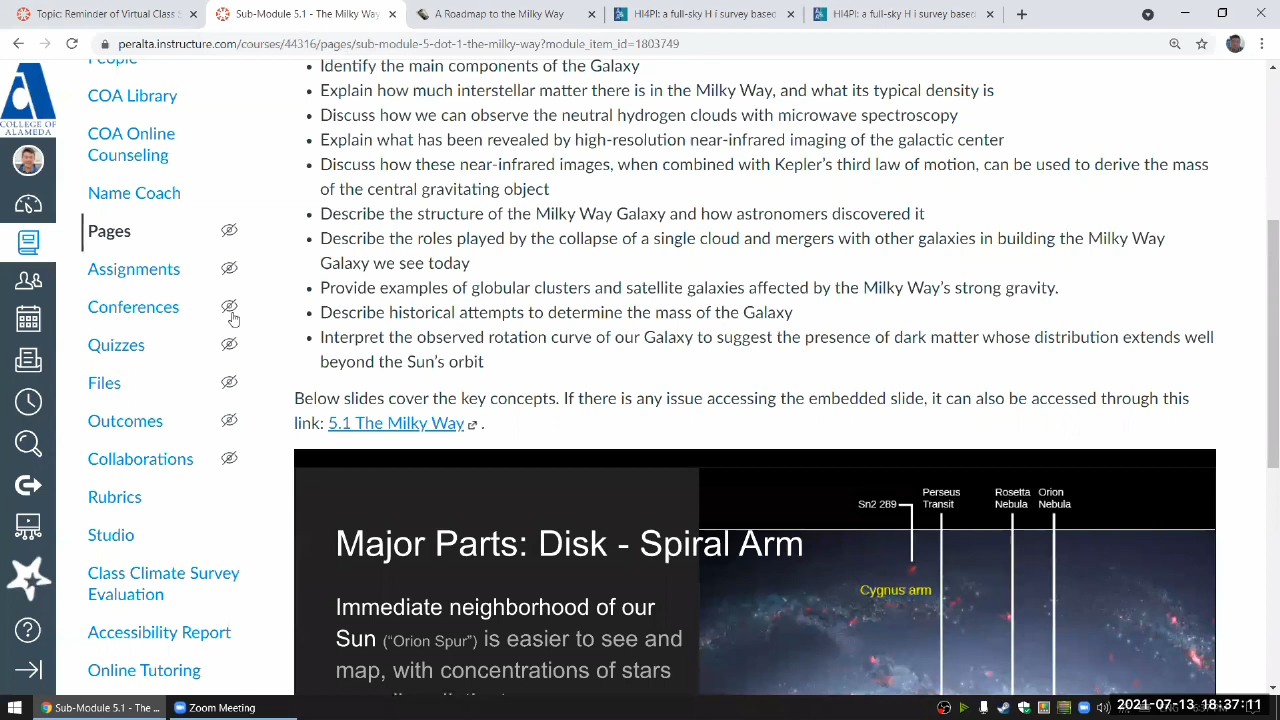 Topics for Virtual Class
Sub-Module 5.1 - The Milky Way
A Roadmap to the Milky Way
HI4PI: a full-sky H I survey based
HI4PI: a full-sky H I survey based
peralta.instructure.com/courses/44316/pages/sub-module-5-dot-1-the-milky-way?module_item_id=1803749
COLLEGE OF
ALAMEDA
People
COA Library
COA Online
Counseling
Name Coach
Pages
Assignments
Conferences
Quizzes
Files
Outcomes
Collaborations
Rubrics
Studio
Class Climate Survey
Evaluation
Accessibility Report
Online Tutoring
• Identify the main components of the Galaxy
• Explain how much interstellar matter there is in the Milky Way, and what its typical density is
• Discuss how we can observe the neutral hydrogen clouds with microwave spectroscopy
• Explain what has been revealed by high-resolution near-infrared imaging of the galactic center
• Discuss how these near-infrared images, when combined with Kepler's third law of motion, can be used to derive the mass
of the central gravitating object
• Describe the structure of the Milky Way Galaxy and how astronomers discovered it
• Describe the roles played by the collapse of a single cloud and mergers with other galaxies in building the Milky Way
Galaxy we see today
• Provide examples of globular clusters and satellite galaxies affected by the Milky Way's strong gravity.
• Describe historical attempts to determine the mass of the Galaxy
• Interpret the observed rotation curve of our Galaxy to suggest the presence of dark matter whose distribution extends well
beyond the Sun's orbit
Below slides cover the key concepts. If there is any issue accessing the embedded slide, it can also be accessed through this
link: 5.1 The Milky Way .
Major Parts: Disk - Spiral Arm
Immediate neighborhood of our
Sun ("Orion Spur") is easier to see and
map, with concentrations of stars
Sn2 289
Perseus
Transit
Rosetta
Nebula
Orion
Nebula
Cygnus arm
Sub-Module 5.1 - The ...
Zoom Meeting
2021-07-13 18:37:11